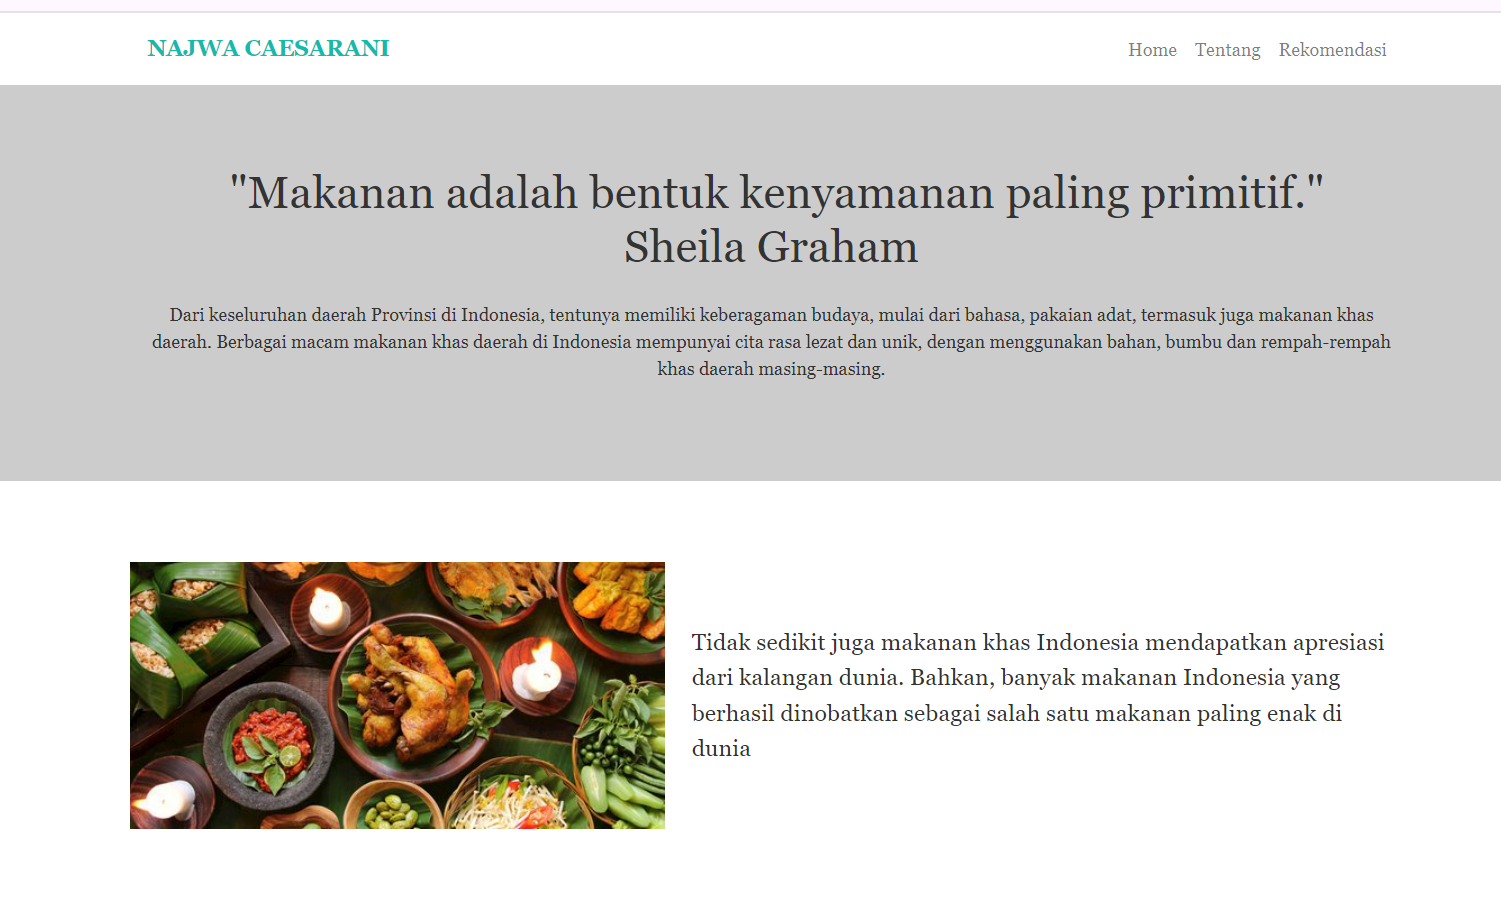 NAJWA CAESARANI
Home Tentang Rekomendasi
"Makanan adalah bentuk kenyamanan paling primitif."
Sheila Graham
Dari keseluruhan daerah Provinsi di Indonesia, tentunya memiliki keberagaman budaya, mulai dari bahasa, pakaian adat, termasuk juga makanan khas
daerah. Berbagai macam makanan khas daerah di Indonesia mempunyai cita rasa lezat dan unik, dengan menggunakan bahan, bumbu dan rempah-rempah
khas daerah masing-masing.
Tidak sedikit juga makanan khas Indonesia mendapatkan apresiasi
dari kalangan dunia. Bahkan, banyak makanan Indonesia yang
berhasil dinobatkan sebagai salah satu makanan paling enak di
dunia